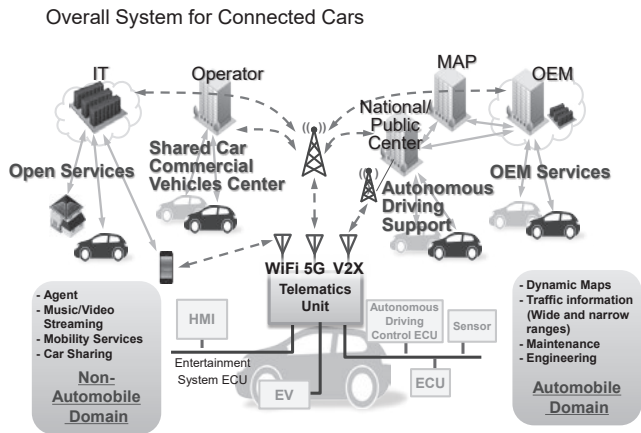 Overall System for Connected Cars
IT
Operator
MAP
OEM
National/
Public
Center
Shared Car
Commercial
Vehicles Center
Open Services
Autonomous
Driving
Support
OEM Services
WiFi 5G V2X
Telematics
Unit
- Agent
- Music/Video
Streaming
- Mobility Services
- Car Sharing
Non-
Automobile
Domain
HMI
Entertainment
System ECU
EV
Autonomous
Driving
Control ECU
Sensor
ECU
- Dynamic Maps
- Traffic information
(Wide and narrow
ranges)
- Maintenance
- Engineering
Automobile
Domain